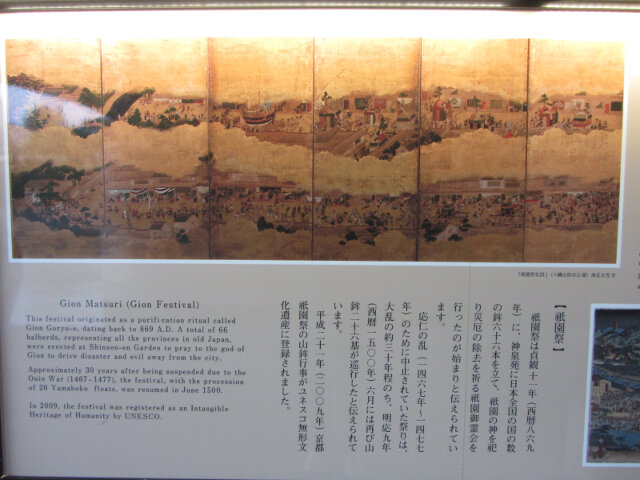 『祇園祭礼図』(六曲山保存会蔵)
Gion Matsuri (Gion Festival)
This festival originated as a purification ritual called
Gion Goryo-e, dating back to 869 A.D. A total of 66
halberds, representing all the provinces in old Japan,
were erected at Shinsen-en Garden to pray to the god of
Gion to drive disaster and evil away from the city.
Approximately 30 years after being suspended due to the
Onin War (1467-1477), the festival, with the procession
of 26 Yamaboko floats, was resumed in June 1500.
In 2009, the festival was registered as an Intangible
Heritage of Humanity by UNESCO.
【祇園祭】
祇園祭は貞観十一年(西暦八六九
年)に、神泉苑に日本全国の国の数
の鉾六十六本を立て、祇園の神を祀
り災厄の除去を祈る祇園御霊会を
行ったのが始まりと伝えられてい
ます。
応仁の乱(一四六七年～一四七七
年)のために中止されていた祭りは、
大乱の約三十年程のち、明応九年
(西暦一五〇〇年)六月には再び山
鉾二十六基が巡行したと伝えられて
います。
平成二十一年(二〇〇九年)京都
祇園祭の山鉾行事がユネスコ無形文
化遺産に登録されました。